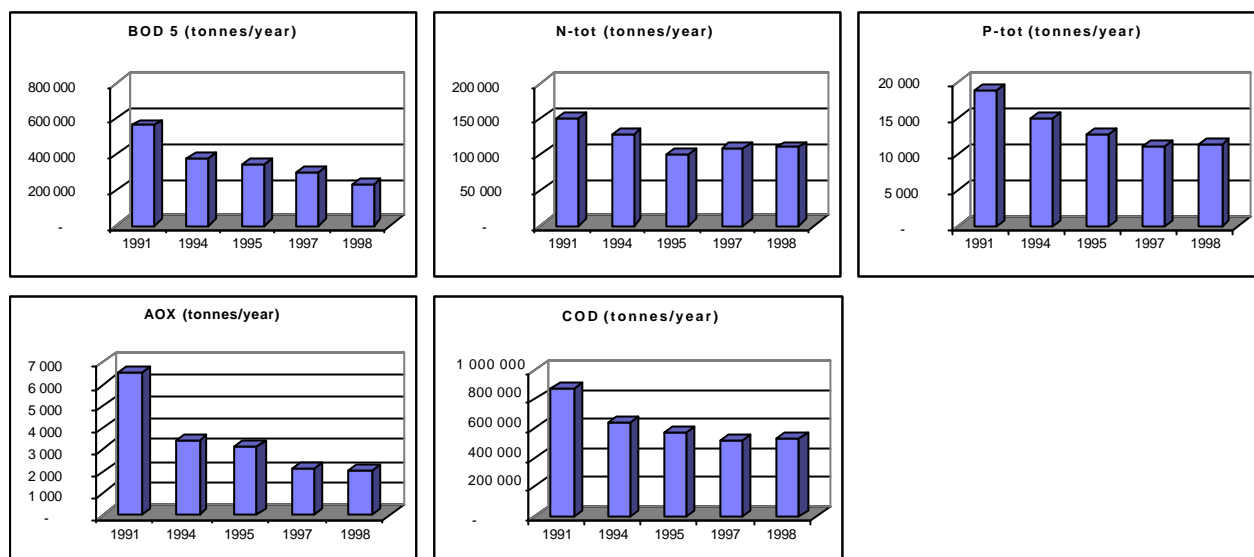 BOD 5 (tonnes/year)
800 000
600 000
400 000
200 000
-
1991 1994 1995 1997 1998
N-tot (tonnes/year)
200 000
150 000
100 000
50 000
-
1991 1994 1995 1997 1998
P-tot (tonnes/year)
20 000
15 000
10 000
5 000
-
1991 1994 1995 1997 1998
AOX (tonnes/year)
7 000
6 000
5 000
4 000
3 000
2 000
1 000
-
1991 1994 1995 1997 1998
COD (tonnes/year)
1 000 000
800 000
600 000
400 000
200 000
-
1991 1994 1995 1997 1998